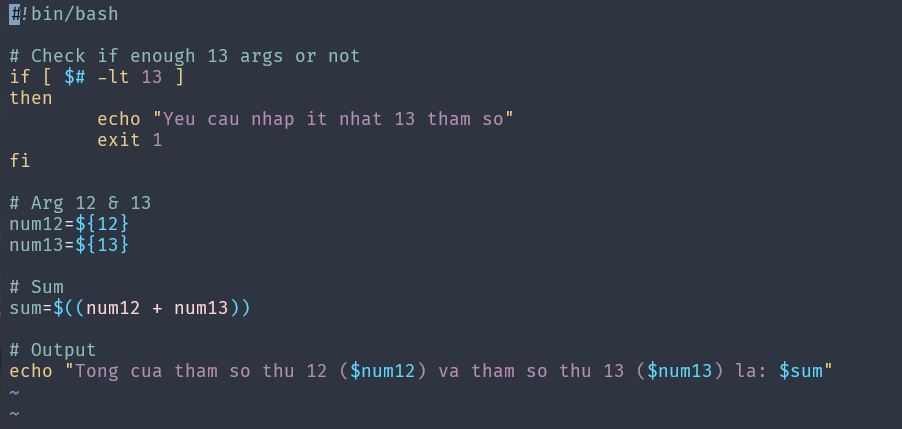 #!bin/bash

# Check if enough 13 args or not
if [ $# -lt 13 ]
then
        echo "Yeu cau nhap it nhat 13 tham so"
        exit 1
fi

# Arg 12 & 13
num12=${12}
num13=${13}

# Sum
sum=$((num12 + num13))

# Output
echo "Tong cua tham so thu 12 ($num12) va tham so thu 13 ($num13) la: $sum"
~
~